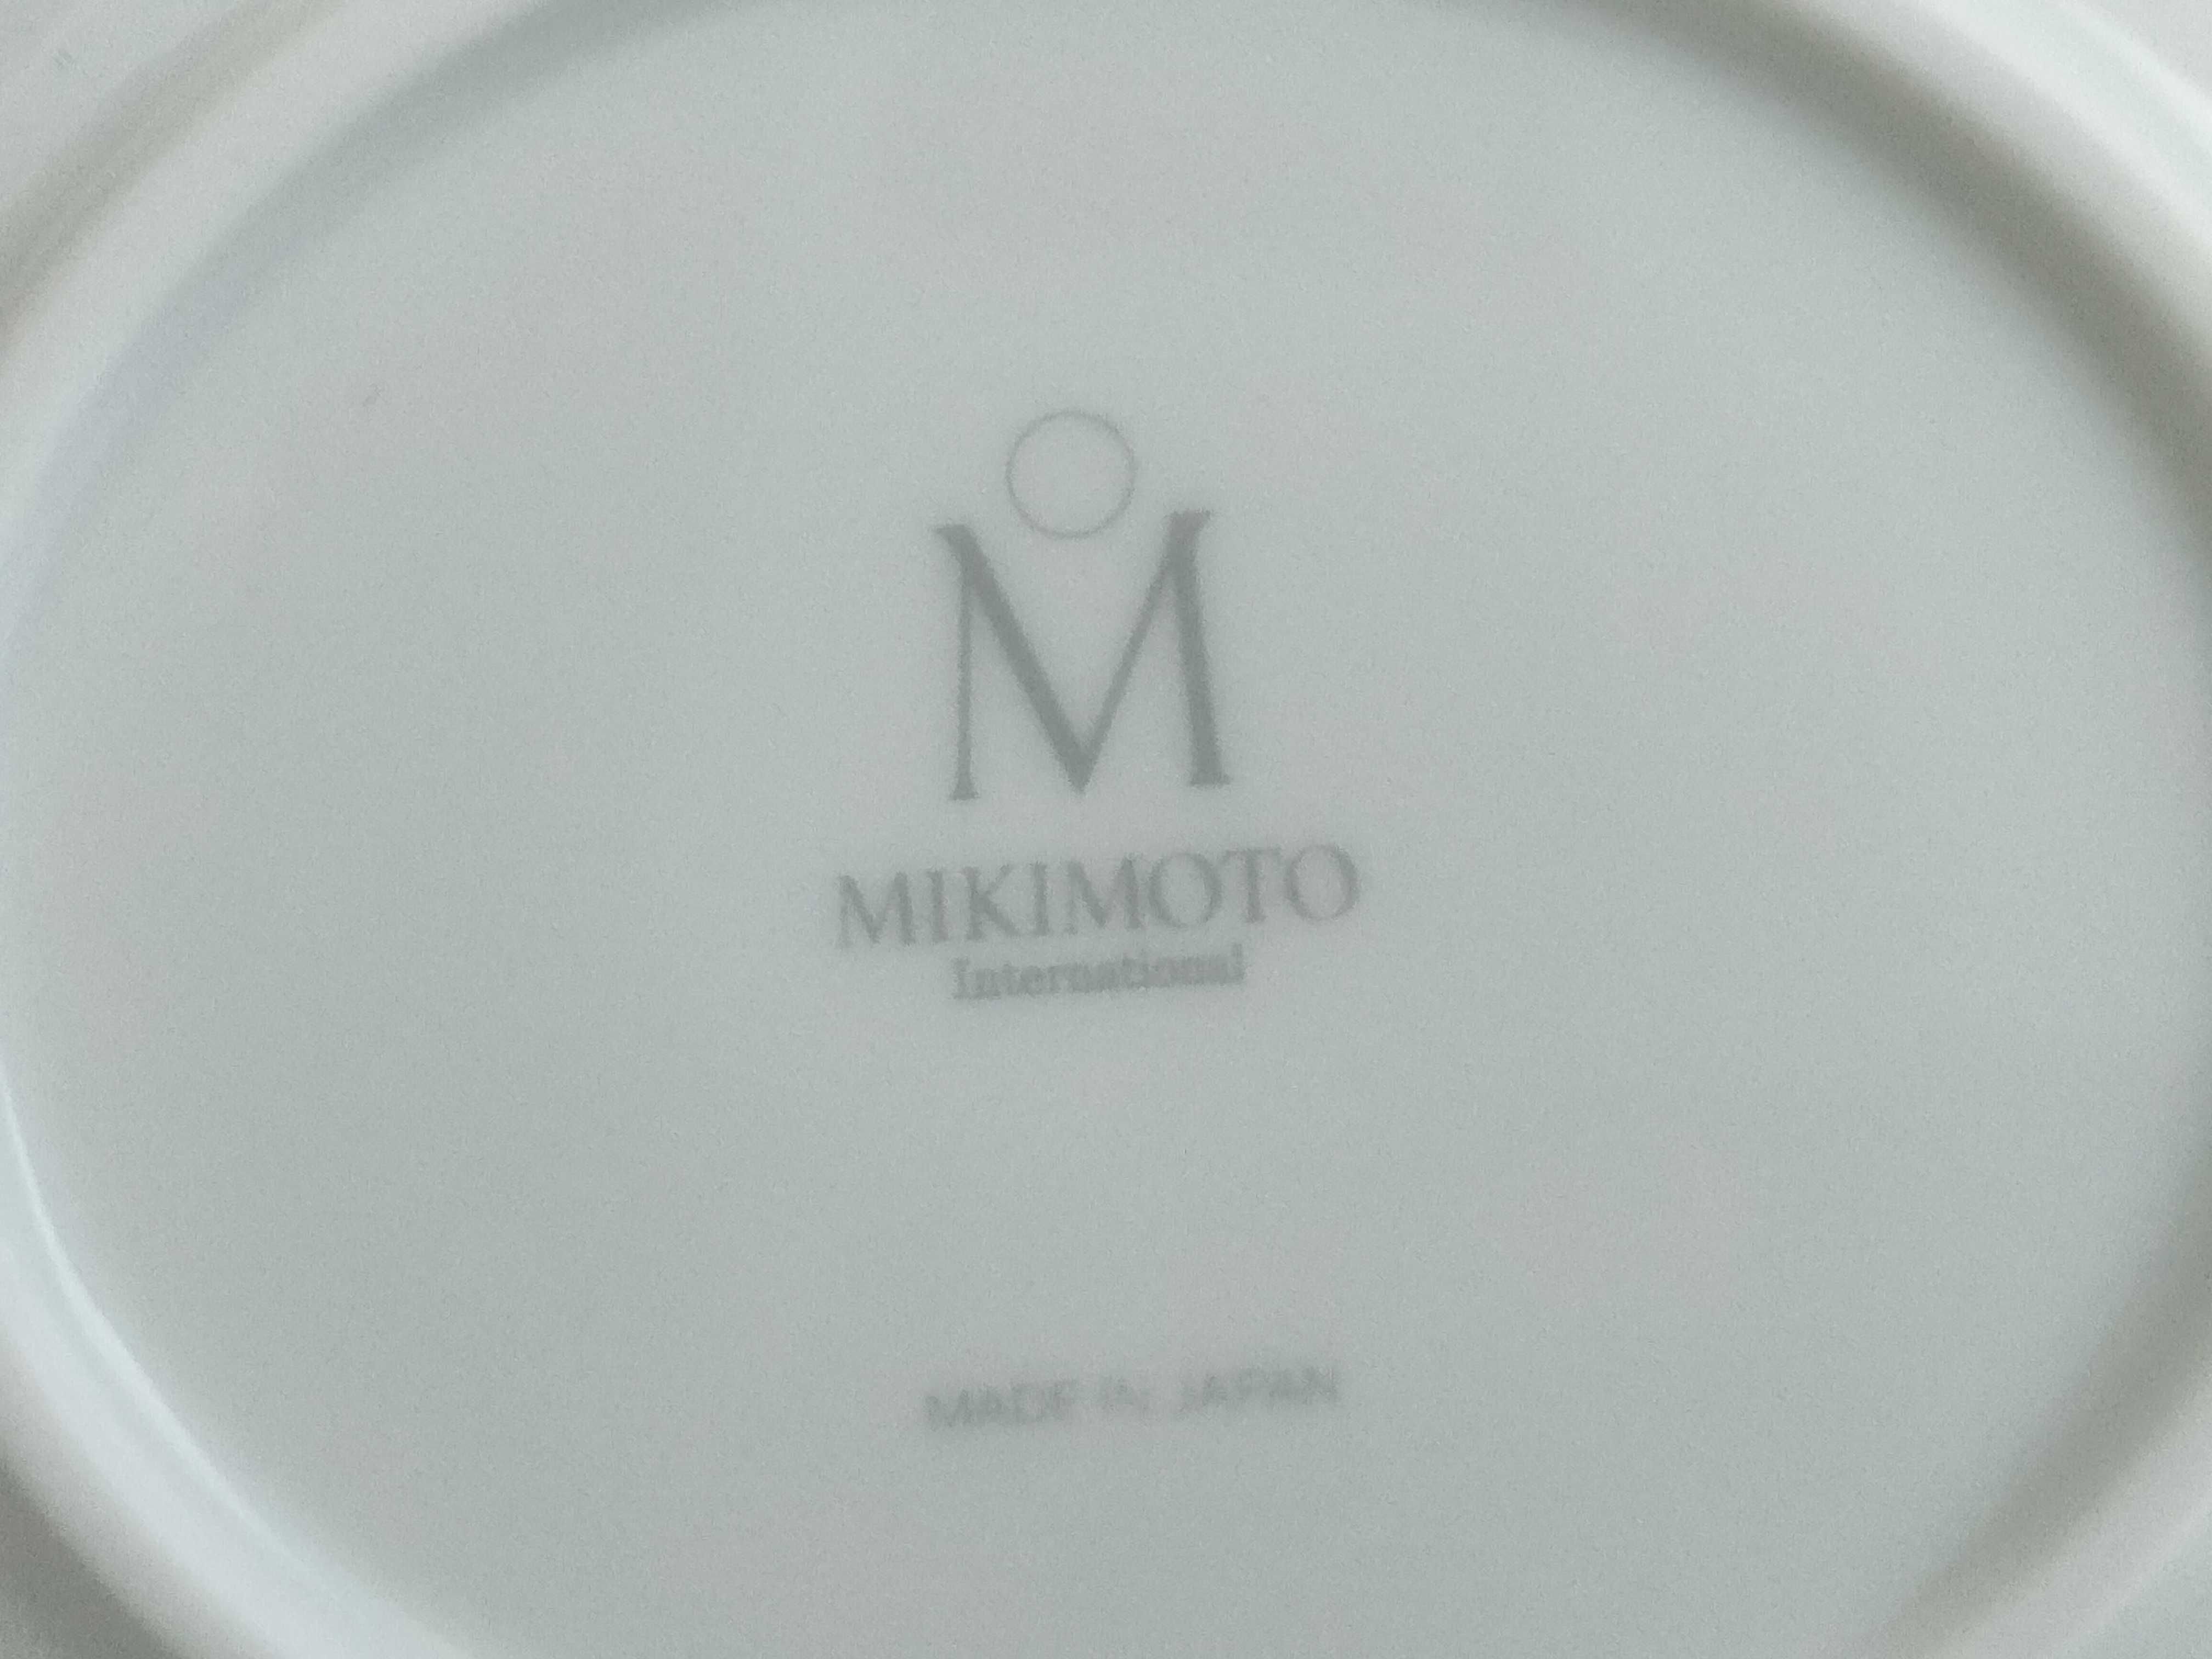 M
MIKIMOTO
International
MADE IN JAPAN